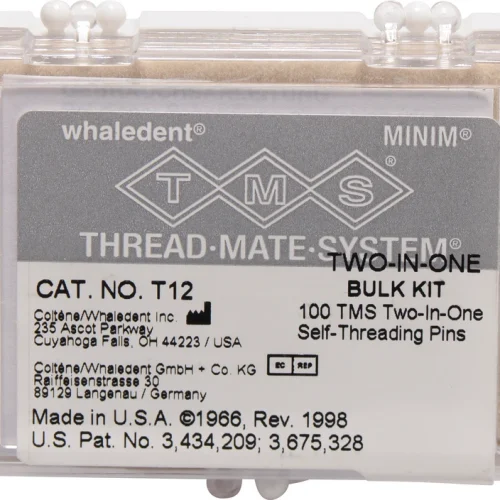 whaledent® MINIM®
TMS®
THREAD·MATE·SYSTEM®
TWO-IN-ONE
CAT. NO. T12 BULK KIT
Coltène/Whaledent Inc. 100 TMS Two-In-One
235 Ascot Parkway Self-Threading Pins
Cuyahoga Falls, OH 44223 / USA
Coltène/Whaledent GmbH + Co. KG EC REP
Raiffeisenstrasse 30
89129 Langenau / Germany
Made in U.S.A. ©1966, Rev. 1998
U.S. Pat. No. 3,434,209; 3,675,328